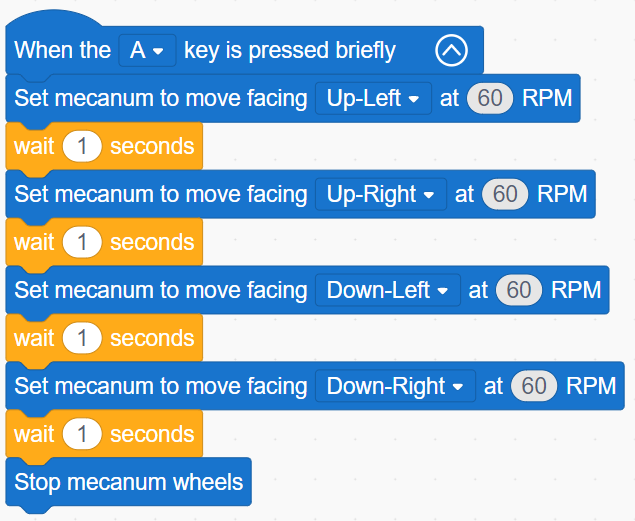 When the A key is pressed briefly
Set mecanum to move facing Up-Left at 60 RPM
wait 1 seconds
Set mecanum to move facing Up-Right at 60 RPM
wait 1 seconds
Set mecanum to move facing Down-Left at 60 RPM
wait 1 seconds
Set mecanum to move facing Down-Right at 60 RPM
wait 1 seconds
Stop mecanum wheels